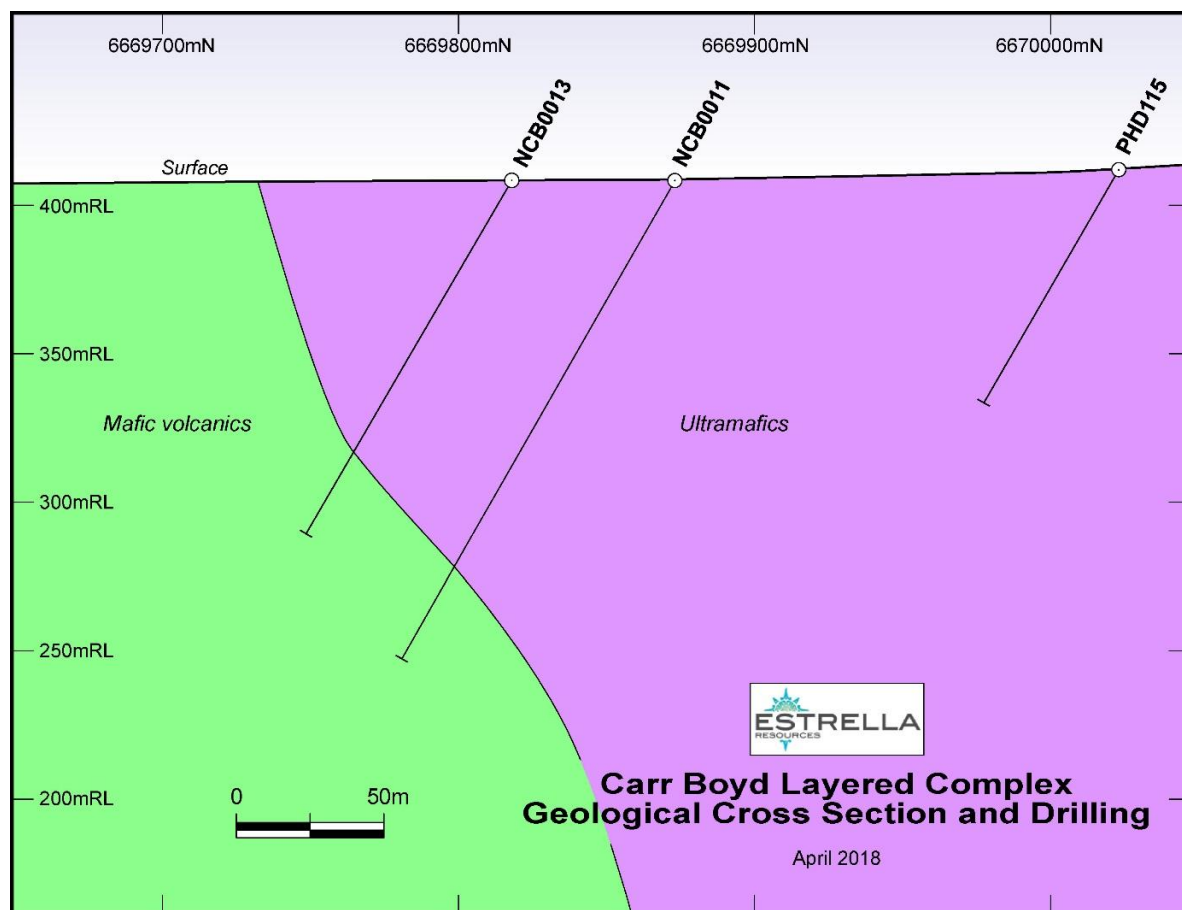 6669700mN 6669800mN 6669900mN 6670000mN
NCB0013
NCB0011
PHD115
Surface
400mRL
350mRL
Mafic volcanics
Ultramafics
300mRL
250mRL
ESTRELLA
RESOURCES
200mRL
0 50m
Carr Boyd Layered Complex
Geological Cross Section and Drilling
April 2018